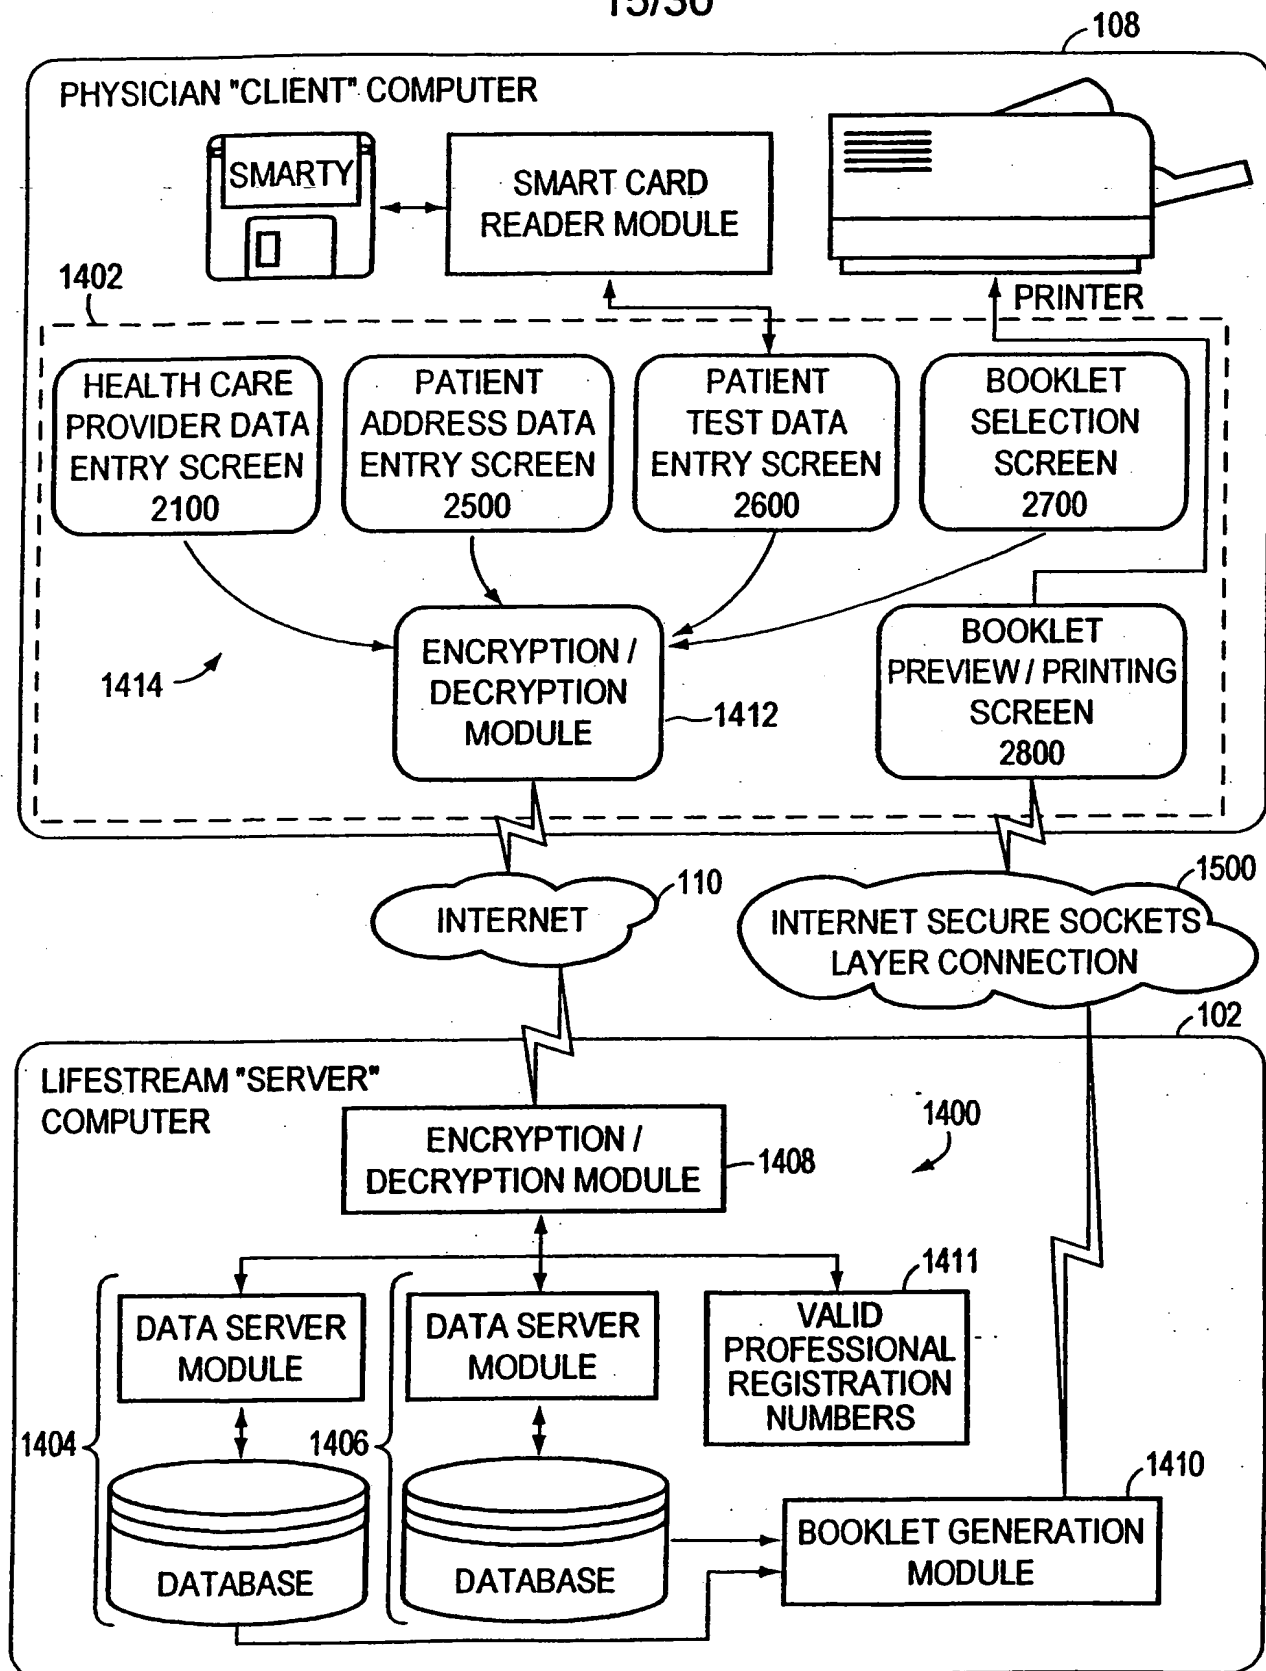 15/30
108
PHYSICIAN "CLIENT" COMPUTER
SMARTY
SMART CARD
READER MODULE
1402
PRINTER
HEALTH CARE
PROVIDER DATA
ENTRY SCREEN
2100
PATIENT
ADDRESS DATA
ENTRY SCREEN
2500
PATIENT
TEST DATA
ENTRY SCREEN
2600
BOOKLET
SELECTION
SCREEN
2700
1414
ENCRYPTION /
DECRYPTION
MODULE
1412
BOOKLET
PREVIEW / PRINTING
SCREEN
2800
110
INTERNET
1500
INTERNET SECURE SOCKETS
LAYER CONNECTION
102
LIFESTREAM "SERVER"
COMPUTER
ENCRYPTION /
DECRYPTION MODULE
1408
1400
1411
DATA SERVER
MODULE
DATA SERVER
MODULE
VALID
PROFESSIONAL
REGISTRATION
NUMBERS
1404
1406
1410
DATABASE
DATABASE
BOOKLET GENERATION
MODULE